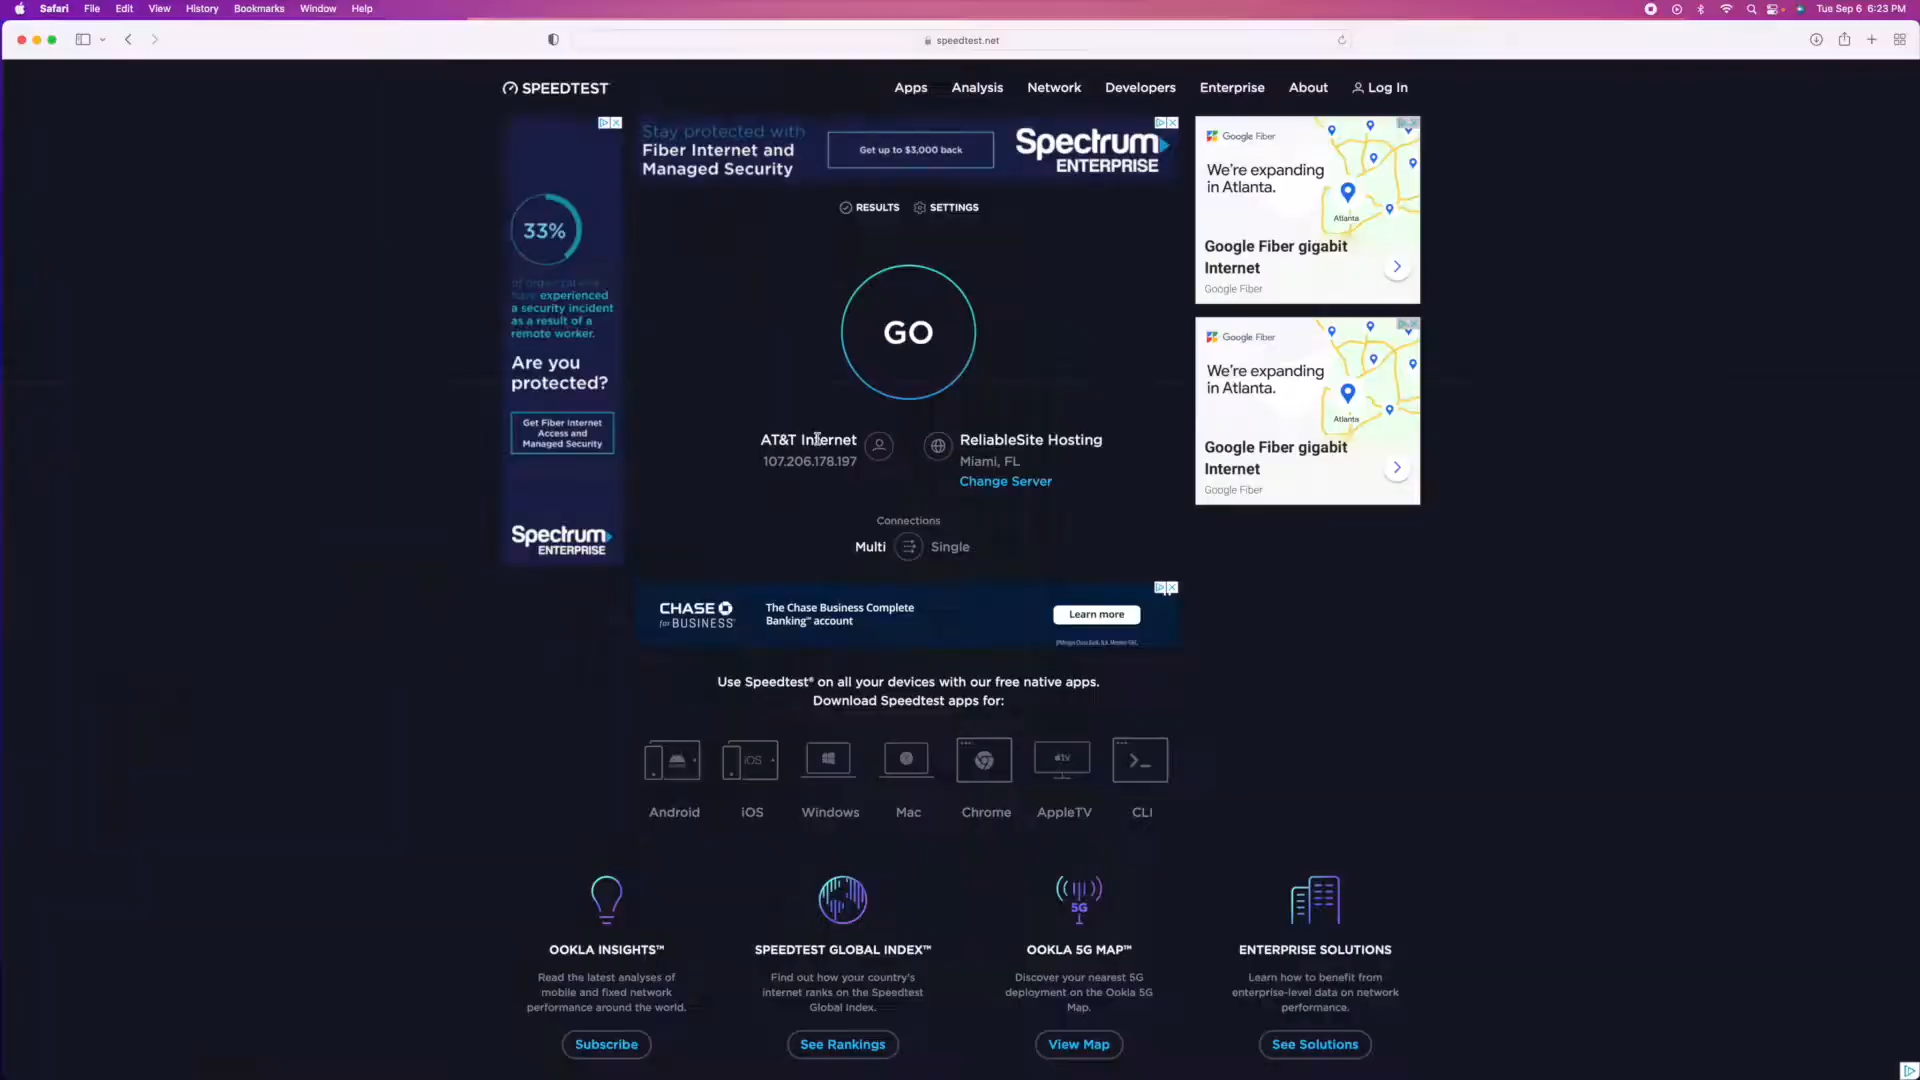 Safari File Edit View History Bookmarks Window Help
Tue Sep 6 6:23 PM
speedtest.net
SPEEDTEST
Apps Analysis Network Developers Enterprise About Log In
33%
experienced
a security incident
as a result of a
remote worker.
Are you
protected?
Get Fiber Internet
Access and
Managed Security
Spectrum
ENTERPRISE
Stay protected with
Fiber Internet and
Managed Security
Get up to $3,000 back
Spectrum
ENTERPRISE
RESULTS SETTINGS
GO
AT&T Internet
107.206.178.197
ReliableSite Hosting
Miami, FL
Change Server
Connections
Multi Single
Google Fiber
We're expanding
in Atlanta.
Atlanta
Google Fiber gigabit
Internet
Google Fiber
Google Fiber
We're expanding
in Atlanta.
Atlanta
Google Fiber gigabit
Internet
Google Fiber
CHASE
for BUSINESS
The Chase Business Complete
Banking℠ account
Learn more
Use Speedtest® on all your devices with our free native apps.
Download Speedtest apps for:
iOS
tv
Android iOS Windows Mac Chrome AppleTV CLI
OOKLA INSIGHTS™
Read the latest analyses of
mobile and fixed network
performance around the world.
Subscribe
SPEEDTEST GLOBAL INDEX™
Find out how your country's
internet ranks on the Speedtest
Global Index.
See Rankings
5G
OOKLA 5G MAP™
Discover your nearest 5G
deployment on the Ookla 5G
Map.
View Map
ENTERPRISE SOLUTIONS
Learn how to benefit from
enterprise-level data on network
performance.
See Solutions